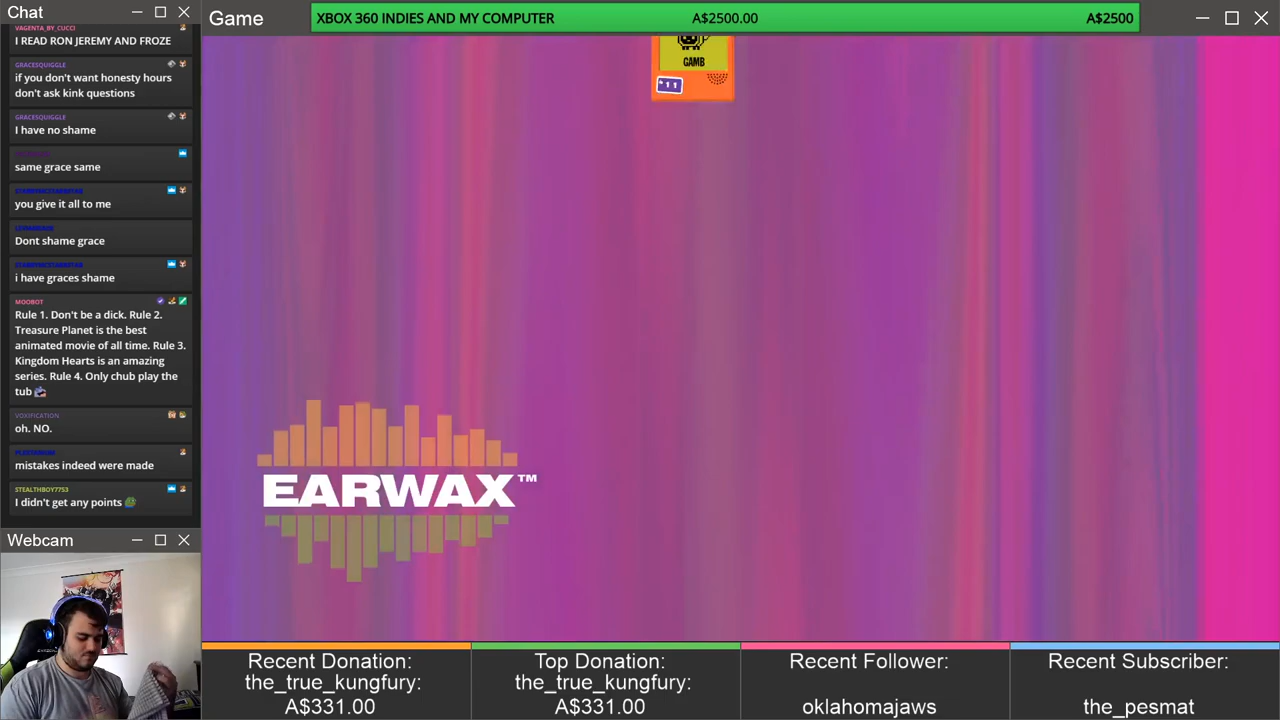 Chat
VAGENTA_BY_CUCCI
I READ RON JEREMY AND FROZE
GRACESQUIGGLE
if you don't want honesty hours
don't ask kink questions
GRACESQUIGGLE
I have no shame
same grace same
you give it all to me
Dont shame grace
i have graces shame
MOOBOT
Rule 1. Don't be a dick. Rule 2.
Treasure Planet is the best
animated movie of all time. Rule 3.
Kingdom Hearts is an amazing
series. Rule 4. Only chub play the
tub
VOXIFICATION
oh. NO.
mistakes indeed were made
STEALTHBOY7753
I didn't get any points
Webcam
Game
XBOX 360 INDIES AND MY COMPUTER A$2500.00 A$2500
GAMB
EARWAX™
Recent Donation:
the_true_kungfury:
A$331.00
Top Donation:
the_true_kungfury:
A$331.00
Recent Follower:
oklahomajaws
Recent Subscriber:
the_pesmat